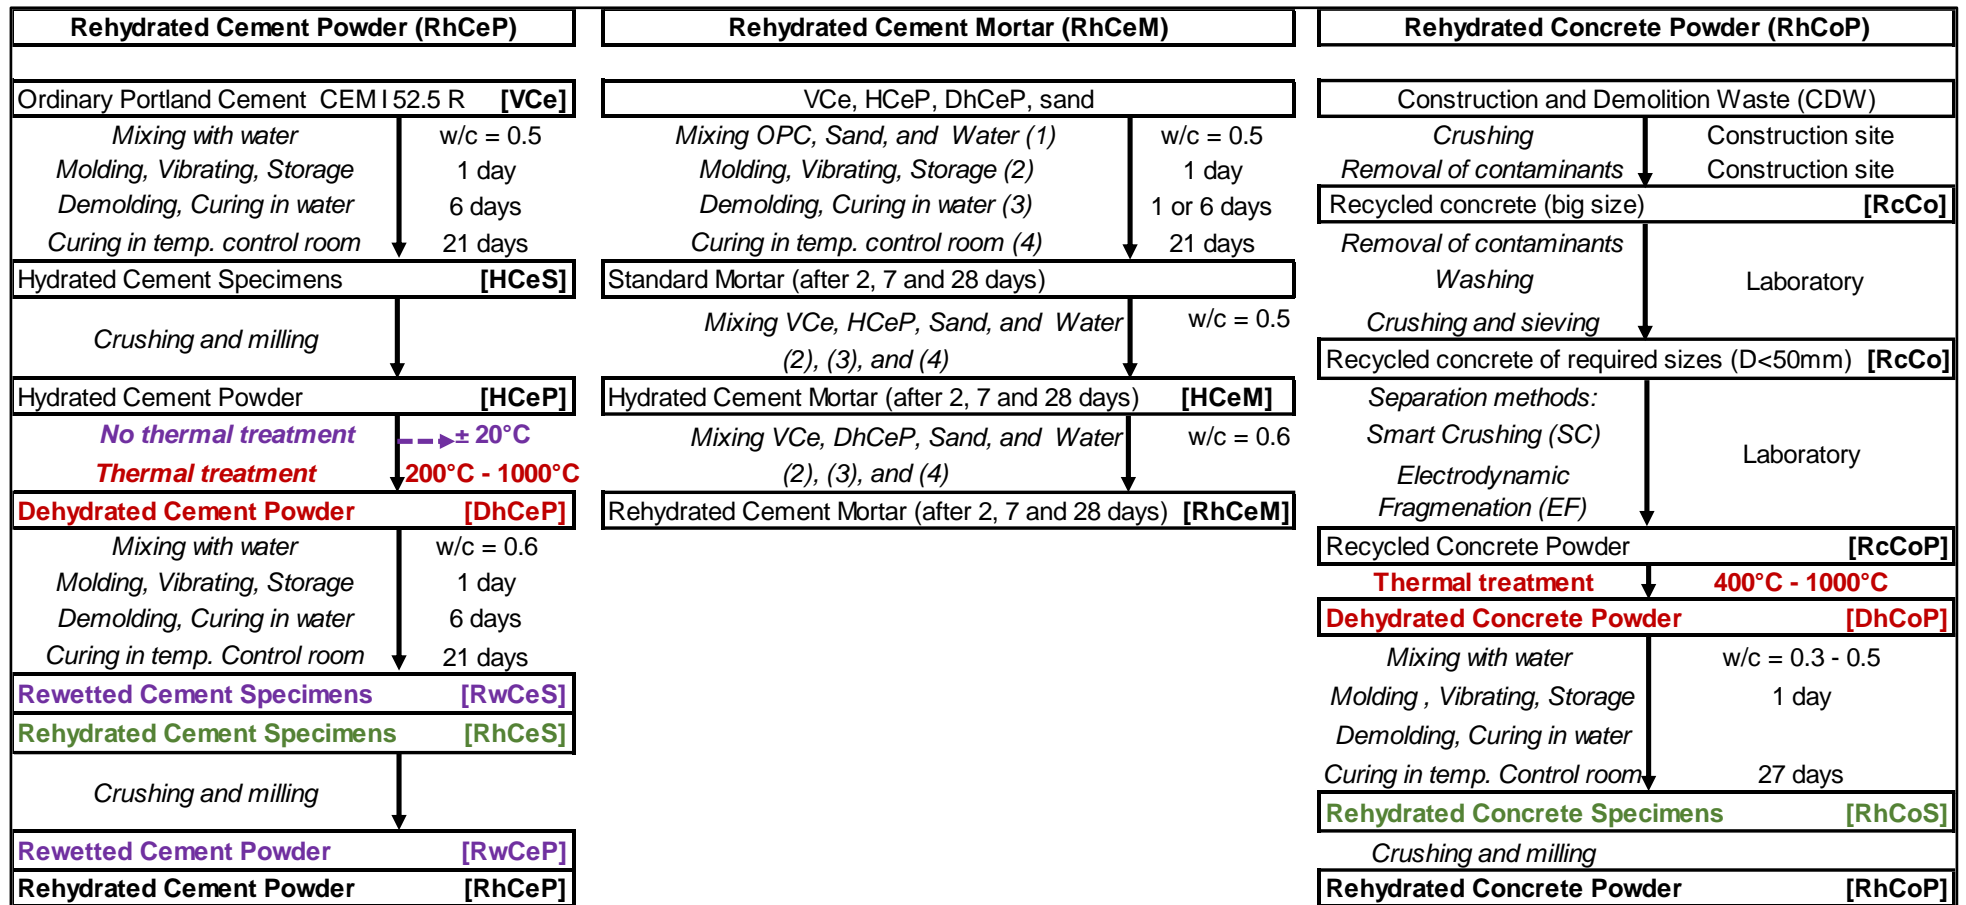 Rehydrated Cement Powder (RhCeP)
Ordinary Portland Cement CEM I 52.5 R [VCe]
Mixing with water w/c = 0.5
Molding, Vibrating, Storage 1 day
Demolding, Curing in water 6 days
Curing in temp. control room 21 days
Hydrated Cement Specimens [HCeS]
Crushing and milling
Hydrated Cement Powder [HCeP]
No thermal treatment ± 20°C
Thermal treatment 200°C - 1000°C
Dehydrated Cement Powder [DhCeP]
Mixing with water w/c = 0.6
Molding, Vibrating, Storage 1 day
Demolding, Curing in water 6 days
Curing in temp. Control room 21 days
Rewetted Cement Specimens [RwCeS]
Rehydrated Cement Specimens [RhCeS]
Crushing and milling
Rewetted Cement Powder [RwCeP]
Rehydrated Cement Powder [RhCeP]
Rehydrated Cement Mortar (RhCeM)
VCe, HCeP, DhCeP, sand
Mixing OPC, Sand, and Water (1) w/c = 0.5
Molding, Vibrating, Storage (2) 1 day
Demolding, Curing in water (3) 1 or 6 days
Curing in temp. control room (4) 21 days
Standard Mortar (after 2, 7 and 28 days)
Mixing VCe, HCeP, Sand, and Water w/c = 0.5
(2), (3), and (4)
Hydrated Cement Mortar (after 2, 7 and 28 days) [HCeM]
Mixing VCe, DhCeP, Sand, and Water w/c = 0.6
(2), (3), and (4)
Rehydrated Cement Mortar (after 2, 7 and 28 days) [RhCeM]
Rehydrated Concrete Powder (RhCoP)
Construction and Demolition Waste (CDW)
Crushing Construction site
Removal of contaminants Construction site
Recycled concrete (big size) [RcCo]
Removal of contaminants
Washing Laboratory
Crushing and sieving
Recycled concrete of required sizes (D<50mm) [RcCo]
Separation methods:
Smart Crushing (SC)
Laboratory
Electrodynamic
Fragmenation (EF)
Recycled Concrete Powder [RcCoP]
Thermal treatment 400°C - 1000°C
Dehydrated Concrete Powder [DhCoP]
Mixing with water w/c = 0.3 - 0.5
Molding , Vibrating, Storage 1 day
Demolding, Curing in water
Curing in temp. Control room 27 days
Rehydrated Concrete Specimens [RhCoS]
Crushing and milling
Rehydrated Concrete Powder [RhCoP]